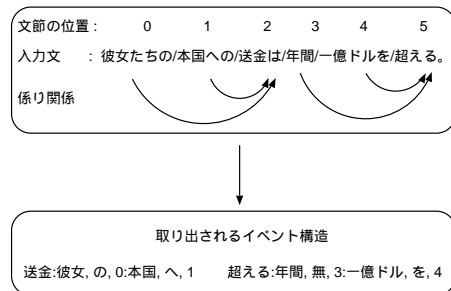 文節の位置： 0 1 2 3 4 5
入力文 ： 彼女たちの/本国への/送金は/年間/一億ドルを/超える。
係り関係
取り出されるイベント構造
送金:彼女, の, 0:本国, へ, 1 超える:年間, 無, 3:一億ドル, を, 4